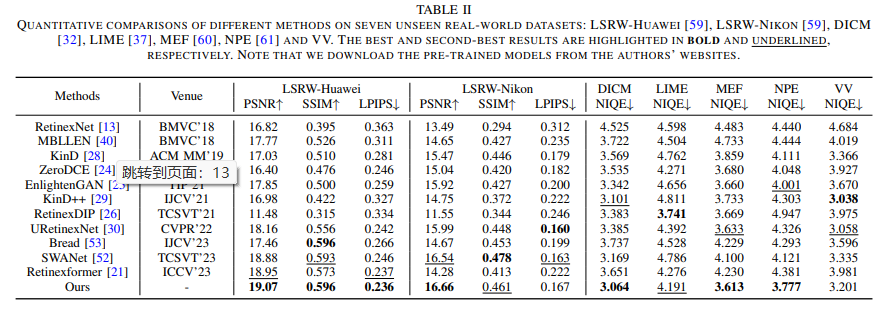 TABLE II
QUANTITATIVE COMPARISONS OF DIFFERENT METHODS ON SEVEN UNSEEN REAL-WORLD DATASETS: LSRW-HUAWEI [59], LSRW-NIKON [59], DICM
[32], LIME [37], MEF [60], NPE [61] AND VV. THE BEST AND SECOND-BEST RESULTS ARE HIGHLIGHTED IN BOLD AND UNDERLINED,
RESPECTIVELY. NOTE THAT WE DOWNLOAD THE PRE-TRAINED MODELS FROM THE AUTHORS' WEBSITES.
Methods Venue LSRW-Huawei LSRW-Nikon DICM LIME MEF NPE VV
PSNR↑ SSIM↑ LPIPS↓ PSNR↑ SSIM↑ LPIPS↓ NIQE↓ NIQE↓ NIQE↓ NIQE↓ NIQE↓
RetinexNet [13] BMVC'18 16.82 0.395 0.363 13.49 0.294 0.312 4.525 4.598 4.483 4.440 4.684
MBLLEN [40] BMVC'18 17.77 0.526 0.311 14.65 0.427 0.235 3.722 4.504 4.733 4.444 4.019
KinD [28] ACM MM'19 17.03 0.510 0.281 15.47 0.446 0.179 3.569 4.762 3.859 4.111 3.366
ZeroDCE [24] 16.40 0.476 0.246 15.04 0.420 0.182 3.535 4.271 3.680 4.048 3.927
跳转到页面：13
EnlightenGAN 17.85 0.500 0.259 15.92 0.427 0.200 3.342 4.656 3.660 4.001 3.670
KinD++ [29] IJCV'21 16.98 0.422 0.327 14.75 0.372 0.222 3.101 4.811 3.733 4.303 3.038
RetinexDIP [26] TCSVT'21 11.48 0.315 0.334 11.55 0.344 0.246 3.383 3.741 3.669 4.947 3.975
URetinexNet [30] CVPR'22 18.16 0.556 0.242 15.99 0.448 0.160 3.385 4.392 3.633 4.326 3.058
Bread [53] IJCV'23 17.46 0.596 0.266 14.67 0.453 0.199 3.737 4.528 4.229 4.293 3.596
SWANet [52] TCSVT'23 18.88 0.593 0.246 16.54 0.478 0.163 3.169 4.786 4.530 4.121 3.335
Retinexformer [21] ICCV'23 18.95 0.573 0.237 14.28 0.413 0.222 3.651 4.276 4.230 4.381 3.981
Ours - 19.07 0.596 0.236 16.66 0.461 0.167 3.064 4.191 3.613 3.777 3.201